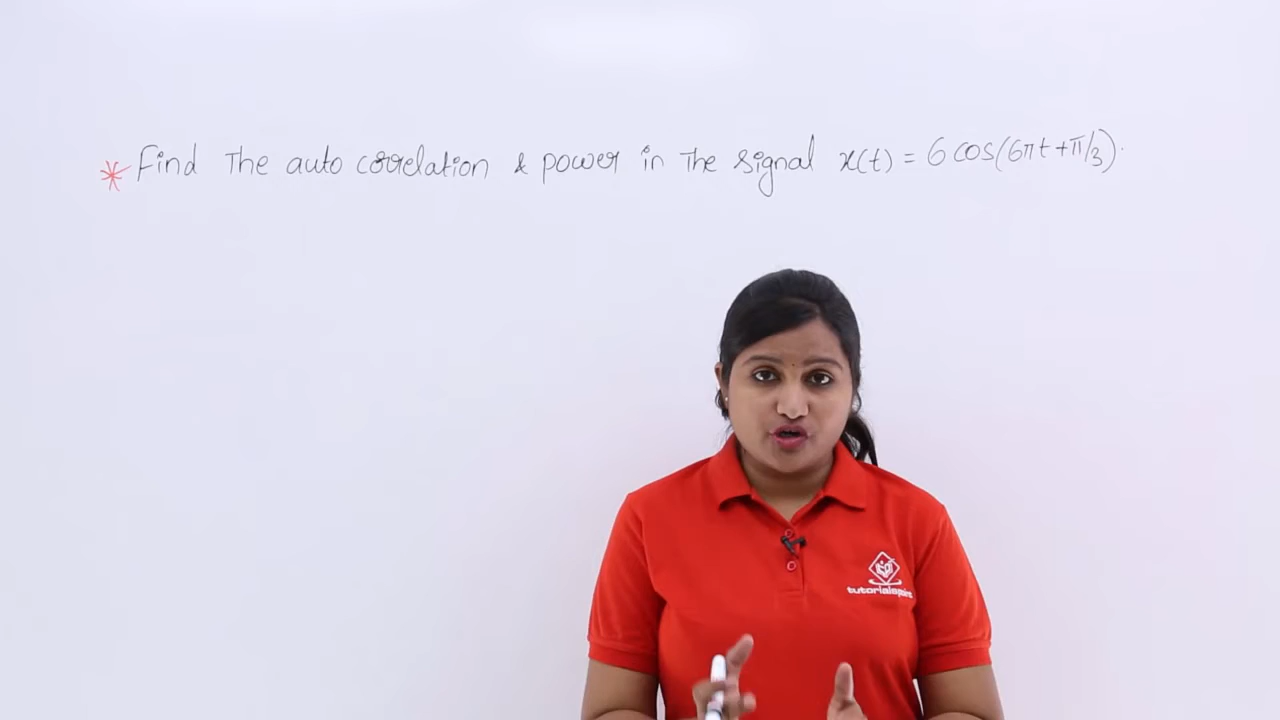 * Find The auto correlation & power in The signal x(t) = 6 cos(6πt+π/3).
tutorialspoint